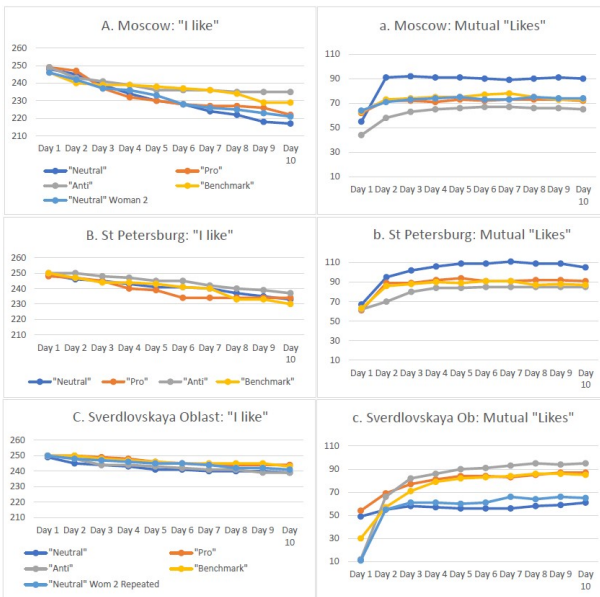 A. Moscow: "I like"
260
250
240
230
220
210
Day 1 Day 2 Day 3 Day 4 Day 5 Day 6 Day 7 Day 8 Day 9 Day
10
"Neutral" "Pro"
"Anti" "Benchmark"
"Neutral" Woman 2
a. Moscow: Mutual "Likes"
110
90
70
50
30
10
Day 1 Day 2 Day 3 Day 4 Day 5 Day 6 Day 7 Day 8 Day 9 Day
10
B. St Petersburg: "I like"
260
250
240
230
220
210
Day 1 Day 2 Day 3 Day 4 Day 5 Day 6 Day 7 Day 8 Day 9 Day
10
"Neutral" "Pro" "Anti" "Benchmark"
b. St Petersburg: Mutual "Likes"
110
90
70
50
30
10
Day 1 Day 2 Day 3 Day 4 Day 5 Day 6 Day 7 Day 8 Day 9 Day
10
C. Sverdlovskaya Oblast: "I like"
260
250
240
230
220
210
Day 1 Day 2 Day 3 Day 4 Day 5 Day 6 Day 7 Day 8 Day 9 Day
10
"Neutral" "Pro"
"Anti" "Benchmark"
"Neutral" Wom 2 Repeated
c. Sverdlovskaya Ob: Mutual "Likes"
110
90
70
50
30
10
Day 1 Day 2 Day 3 Day 4 Day 5 Day 6 Day 7 Day 8 Day 9 Day
10